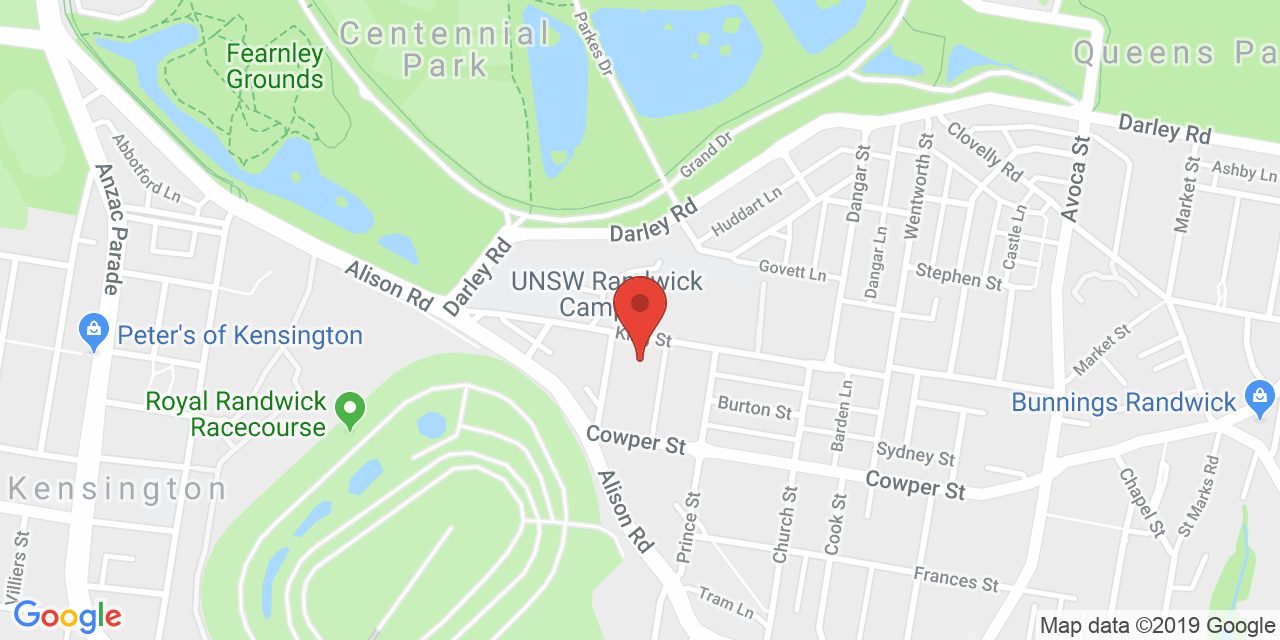 Centennial
Park
Queens Pa
Fearnley
Grounds
Parkes Dr
Grand Dr
Darley Rd
Clovelly Rd
Avoca St
Market St
Ashby Ln
Abbotford Ln
Anzac Parade
Dangar St
Wentworth St
Huddart Ln
Darley Rd
Castle Ln
Alison Rd
Darley Rd
Dangar Ln
Govett Ln
Stephen St
UNSW Randwick
Camp
Peter's of Kensington
St
Market St
Royal Randwick
Racecourse
Burton St
Barden Ln
Bunnings Randwick
Cowper St
Sydney St
Kensington
Alison Rd
Cowper St
Prince St
Church St
Cook St
Chapel St
St Marks Rd
Villiers St
Frances St
Tram Ln
Google
Map data ©2019 Google